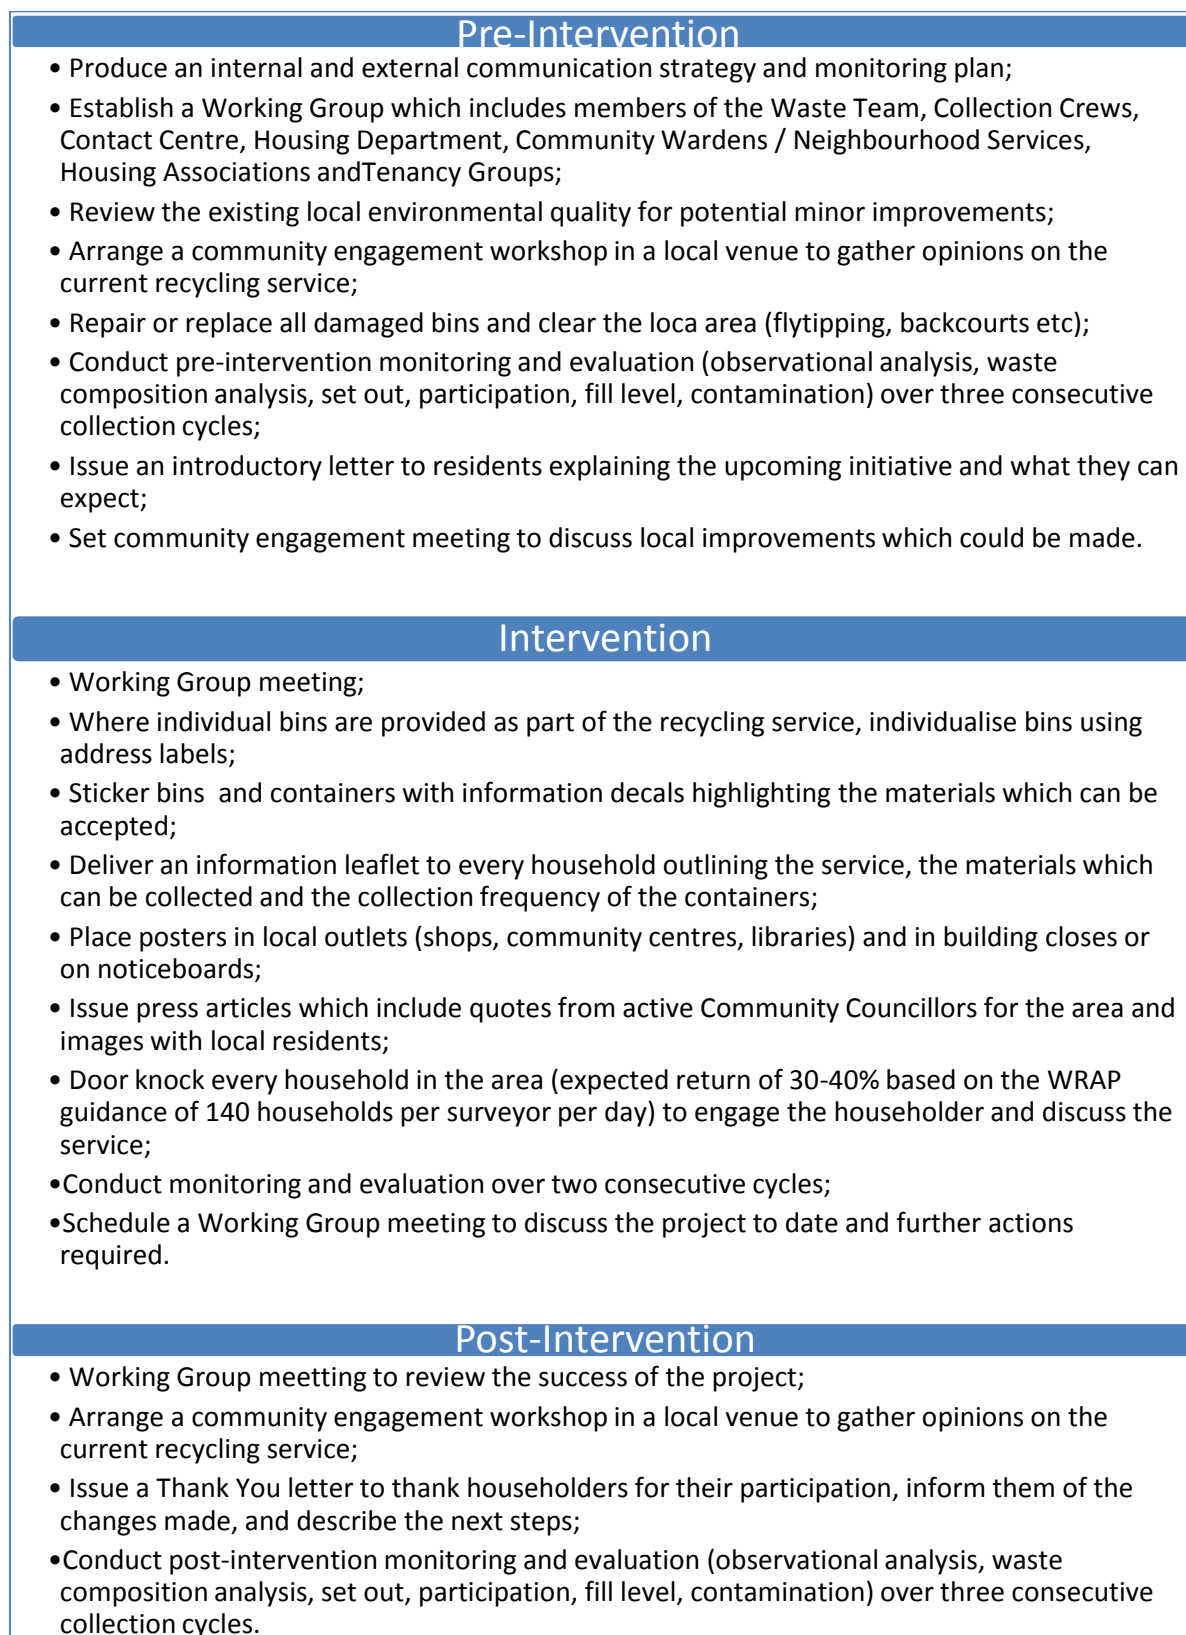 Pre-Intervention
• Produce an internal and external communication strategy and monitoring plan;
• Establish a Working Group which includes members of the Waste Team, Collection Crews,
Contact Centre, Housing Department, Community Wardens / Neighbourhood Services,
Housing Associations andTenancy Groups;
• Review the existing local environmental quality for potential minor improvements;
• Arrange a community engagement workshop in a local venue to gather opinions on the
current recycling service;
• Repair or replace all damaged bins and clear the loca area (flytipping, backcourts etc);
• Conduct pre-intervention monitoring and evaluation (observational analysis, waste
composition analysis, set out, participation, fill level, contamination) over three consecutive
collection cycles;
• Issue an introductory letter to residents explaining the upcoming initiative and what they can
expect;
• Set community engagement meeting to discuss local improvements which could be made.
Intervention
• Working Group meeting;
• Where individual bins are provided as part of the recycling service, individualise bins using
address labels;
• Sticker bins  and containers with information decals highlighting the materials which can be
accepted;
• Deliver an information leaflet to every household outlining the service, the materials which
can be collected and the collection frequency of the containers;
• Place posters in local outlets (shops, community centres, libraries) and in building closes or
on noticeboards;
• Issue press articles which include quotes from active Community Councillors for the area and
images with local residents;
• Door knock every household in the area (expected return of 30-40% based on the WRAP
guidance of 140 households per surveyor per day) to engage the householder and discuss the
service;
•Conduct monitoring and evaluation over two consecutive cycles;
•Schedule a Working Group meeting to discuss the project to date and further actions
required.
Post-Intervention
• Working Group meetting to review the success of the project;
• Arrange a community engagement workshop in a local venue to gather opinions on the
current recycling service;
• Issue a Thank You letter to thank householders for their participation, inform them of the
changes made, and describe the next steps;
•Conduct post-intervention monitoring and evaluation (observational analysis, waste
composition analysis, set out, participation, fill level, contamination) over three consecutive
collection cycles.